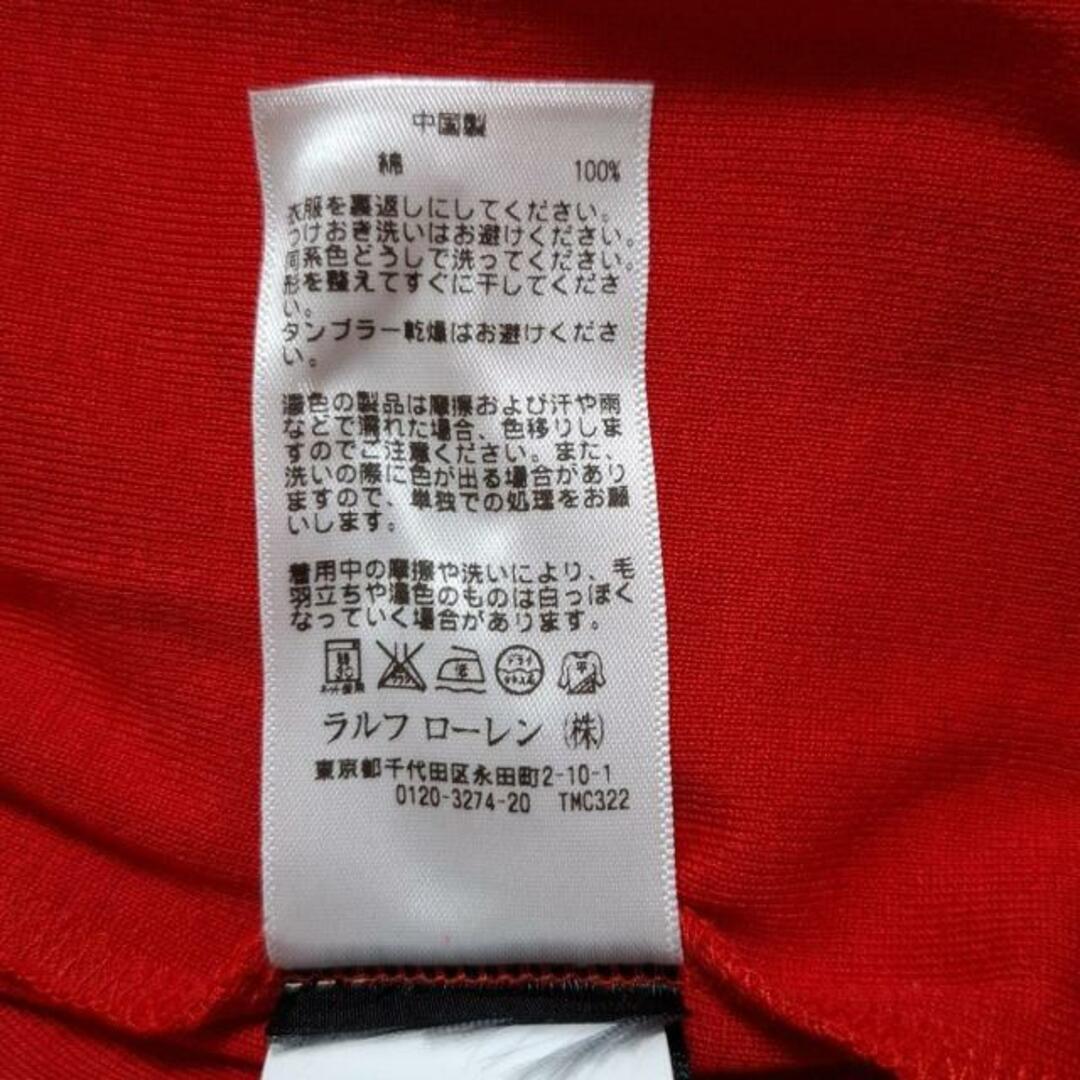 中国製
綿 100%
衣服を裏返しにしてください。
つけおき洗いはお避けください。
同系色どうしで洗ってください。
形を整えてすぐに干してくださ
い。
タンブラー乾燥はお避けくださ
い。
濃色の製品は摩擦および汗や雨
などで濡れた場合、色移りしま
すのでご注意ください。また、
洗いの際に色が出る場合があり
ますので、単独での処理をお願
いします。
着用中の摩擦や洗いにより、毛
羽立ちや濃色のものは白っぽく
なっていく場合があります。
ネット使用
ドライ
平
ラルフ ローレン (株)
東京都千代田区永田町2-10-1
0120-3274-20 TMC322